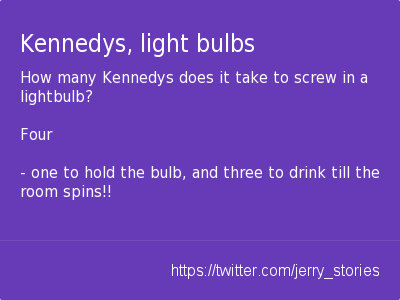 Kennedys, light bulbs
How many Kennedys does it take to screw in a
lightbulb?
Four
- one to hold the bulb, and three to drink till the
room spins!!
https://twitter.com/jerry_stories